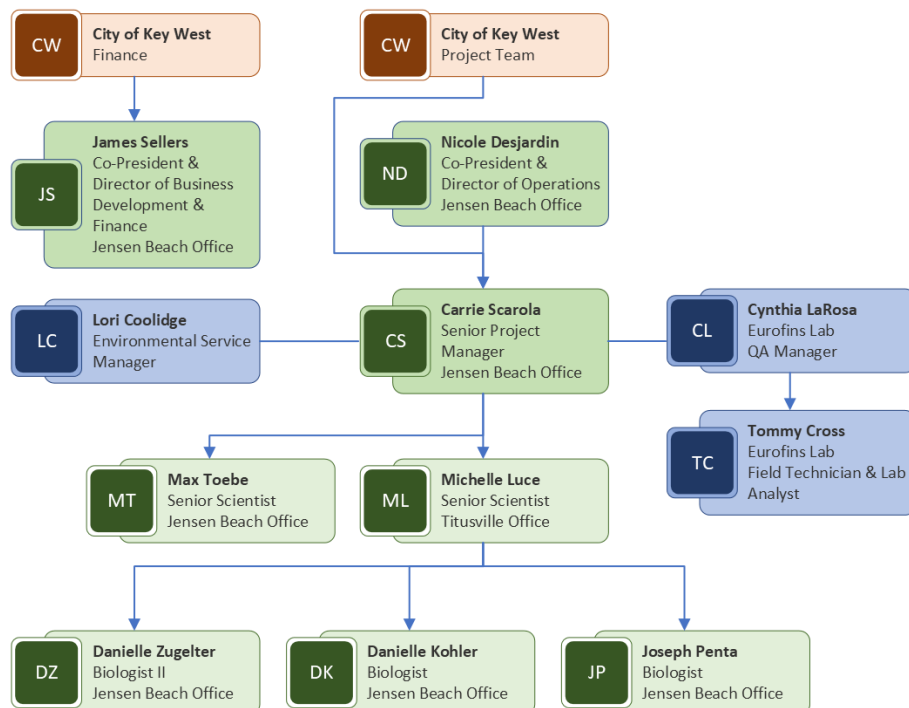 CW
City of Key West
Finance
CW
City of Key West
Project Team
JS
James Sellers
Co-President &
Director of Business
Development &
Finance
Jensen Beach Office
ND
Nicole Desjardin
Co-President &
Director of Operations
Jensen Beach Office
LC
Lori Coolidge
Environmental Service
Manager
CS
Carrie Scarola
Senior Project
Manager
Jensen Beach Office
CL
Cynthia LaRosa
Eurofins Lab
QA Manager
TC
Tommy Cross
Eurofins Lab
Field Technician & Lab
Analyst
MT
Max Toebe
Senior Scientist
Jensen Beach Office
ML
Michelle Luce
Senior Scientist
Titusville Office
DZ
Danielle Zugelter
Biologist II
Jensen Beach Office
DK
Danielle Kohler
Biologist
Jensen Beach Office
JP
Joseph Penta
Biologist
Jensen Beach Office